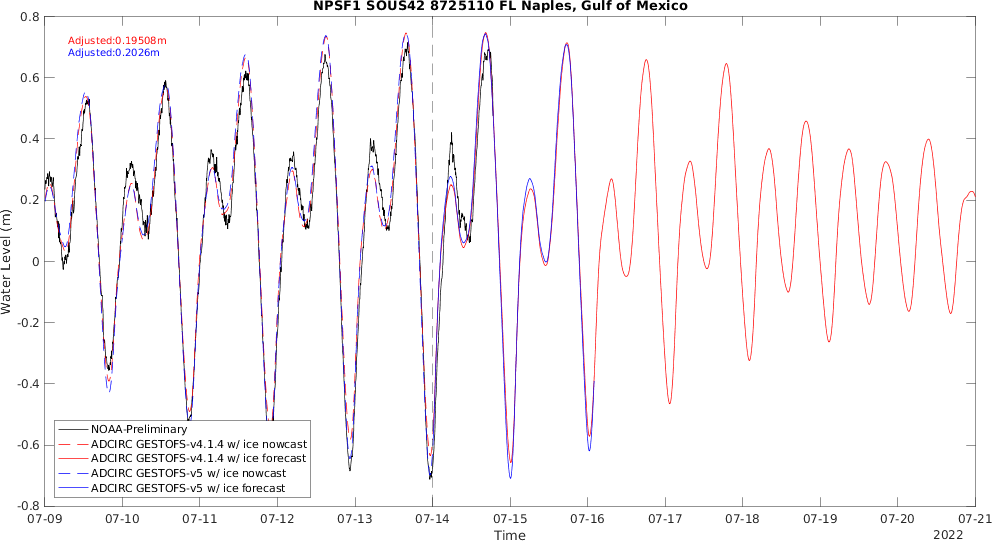 NPSF1 SOUS42 8725110 FL Naples, Gulf of Mexico
Adjusted:0.19508m
Adjusted:0.2026m
0.8
0.6
0.4
0.2
0
-0.2
-0.4
-0.6
-0.8
Water Level (m)
NOAA-Preliminary
ADCIRC GESTOFS-v4.1.4 w/ ice nowcast
ADCIRC GESTOFS-v4.1.4 w/ ice forecast
ADCIRC GESTOFS-v5 w/ ice nowcast
ADCIRC GESTOFS-v5 w/ ice forecast
07-09 07-10 07-11 07-12 07-13 07-14 07-15 07-16 07-17 07-18 07-19 07-20 07-21
Time
2022